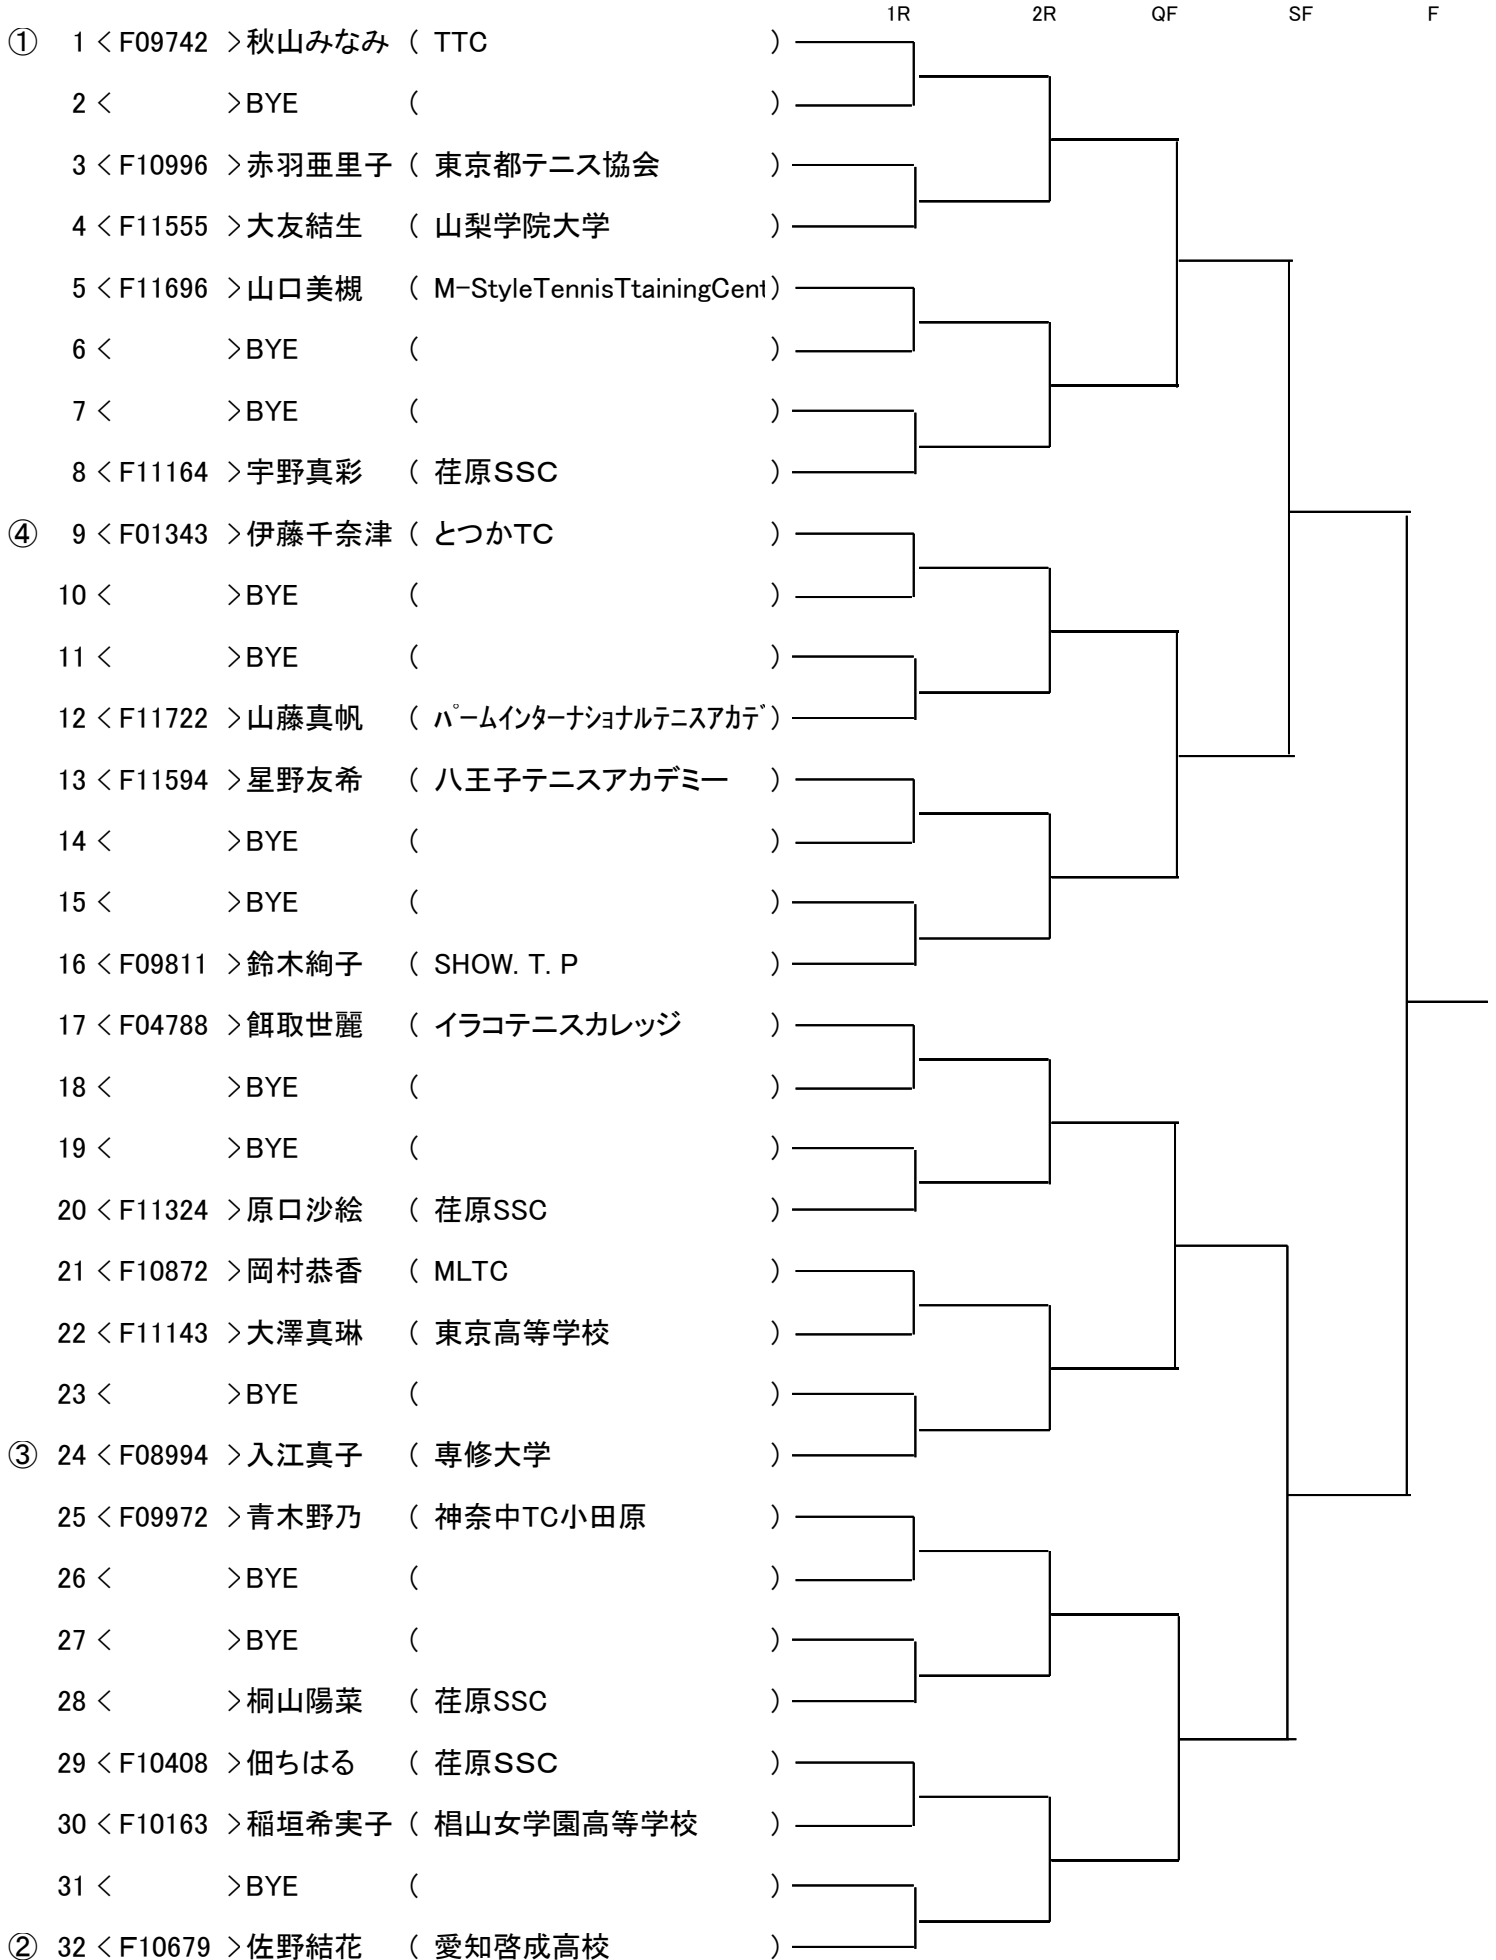 1R 2R QF SF F
① 1 <F09742 >秋山みなみ ( TTC )
2 < >BYE ( )
3 <F10996 >赤羽亜里子 ( 東京都テニス協会 )
4 <F11555 >大友結生 ( 山梨学院大学 )
5 <F11696 >山口美槻 ( M-StyleTennisTtainingCent)
6 < >BYE ( )
7 < >BYE ( )
8 <F11164 >宇野真彩 ( 荏原SSC )
④ 9 <F01343 >伊藤千奈津 ( とつかTC )
10 < >BYE ( )
11 < >BYE ( )
12 <F11722 >山藤真帆 ( パームインターナショナルテニスアカデ)
13 <F11594 >星野友希 ( 八王子テニスアカデミー )
14 < >BYE ( )
15 < >BYE ( )
16 <F09811 >鈴木絢子 ( SHOW. T. P )
17 <F04788 >餌取世麗 ( イラコテニスカレッジ )
18 < >BYE ( )
19 < >BYE ( )
20 <F11324 >原口沙絵 ( 荏原SSC )
21 <F10872 >岡村恭香 ( MLTC )
22 <F11143 >大澤真琳 ( 東京高等学校 )
23 < >BYE ( )
③ 24 <F08994 >入江真子 ( 専修大学 )
25 <F09972 >青木野乃 ( 神奈中TC小田原 )
26 < >BYE ( )
27 < >BYE ( )
28 < >桐山陽菜 ( 荏原SSC )
29 <F10408 >佃ちはる ( 荏原SSC )
30 <F10163 >稲垣希実子 ( 椙山女学園高等学校 )
31 < >BYE ( )
② 32 <F10679 >佐野結花 ( 愛知啓成高校 )